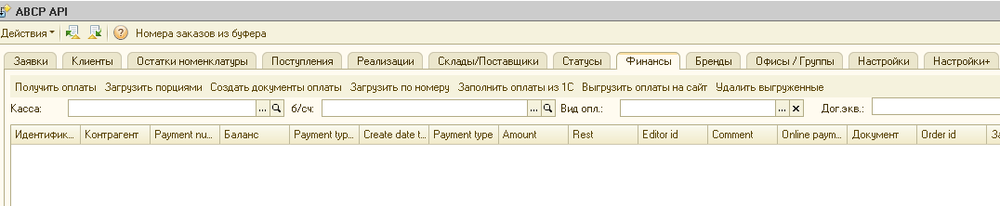 ABCP API
Действия Номера заказов из буфера
Заявки Клиенты Остатки номенклатуры Поступления Реализации Склады/Поставщики Статусы Финансы Бренды Офисы / Группы Настройки Настройки+
Получить оплаты Загрузить порциями Создать документы оплаты Загрузить по номеру Заполнить оплаты из 1С Выгрузить оплаты на сайт Удалить выгруженные
Касса: ... б/сч: ... Вид опл.: ... x Дог.экв.:
Идентифик... Контрагент Payment nu... Баланс Payment typ... Create date t... Payment type Amount Rest Editor id Comment Online paym... Документ Order id За